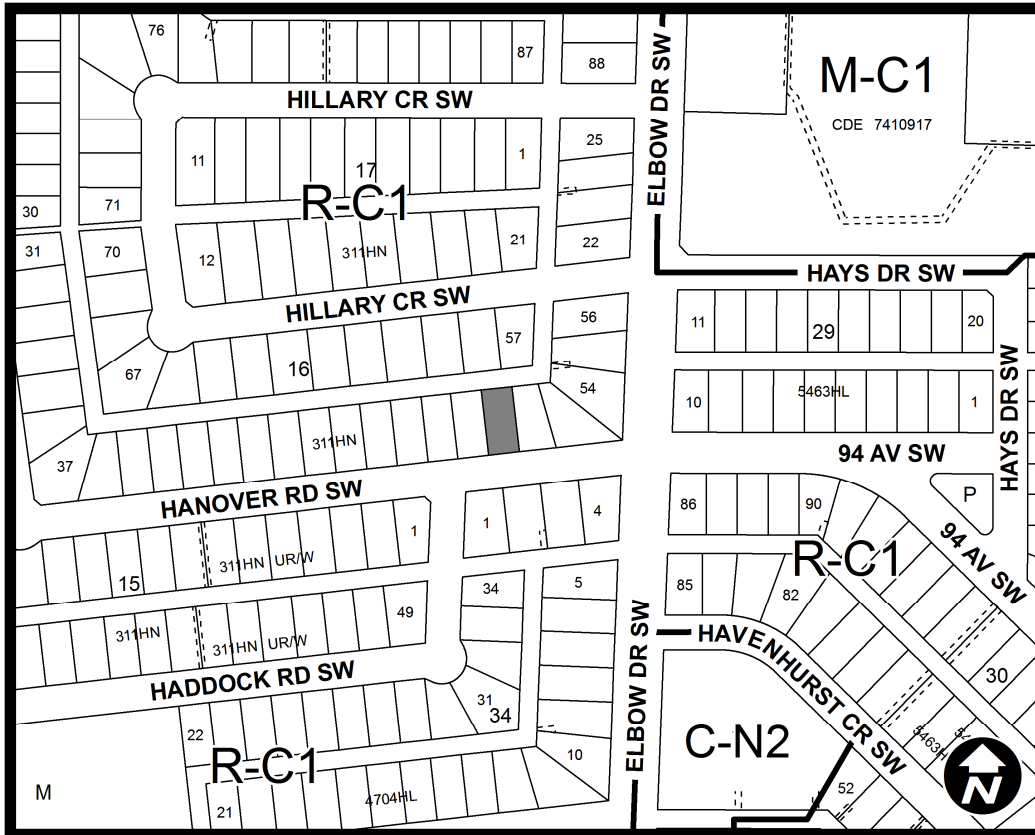 76
87
88
HILLARY CR SW
ELBOW DR SW
M-C1
CDE 7410917
11
17
1
25
R-C1
30
71
31
70
12
311HN
21
22
HAYS DR SW
HILLARY CR SW
56
11
29
20
57
16
67
54
10
5463HL
1
HAYS DR SW
311HN
37
94 AV SW
HANOVER RD SW
P
1
1
4
86
90
94 AV SW
R-C1
311HN UR/W
15
34
5
85
82
49
311HN
311HN UR/W
HADDOCK RD SW
ELBOW DR SW
HAVENHURST CR SW
30
31
34
22
R-C1
C-N2
10
5463H
M
21
4704HL
52
N